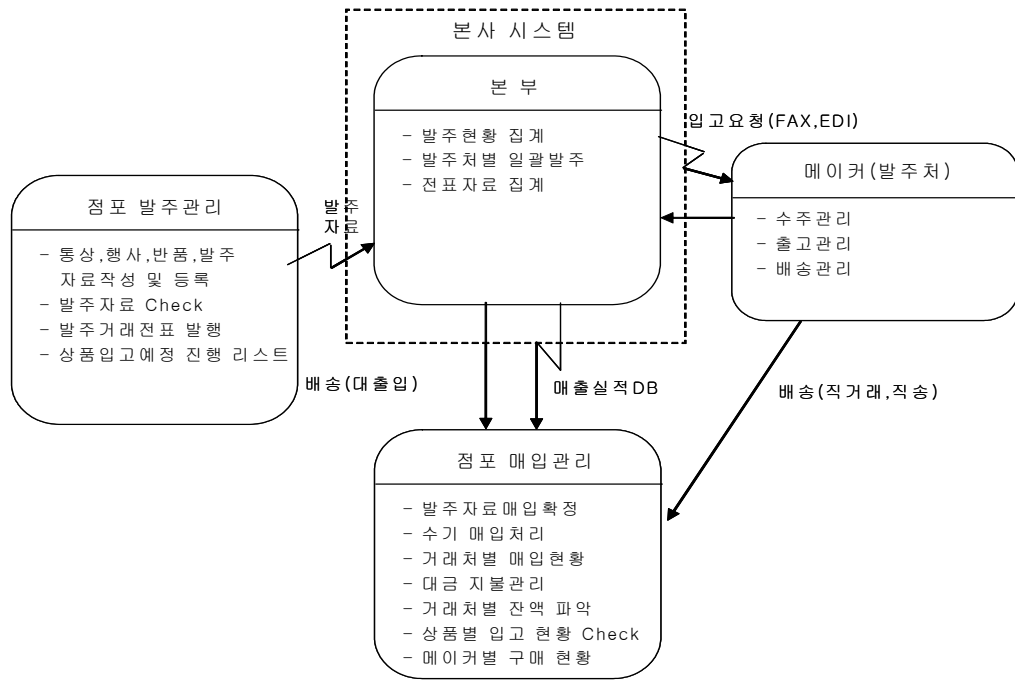 본사 시스템
본 부
- 발주현황 집계
- 발주처별 일괄발주
- 전표자료 집계
입고요청(FAX,EDI)
메이커(발주처)
- 수주관리
- 출고관리
- 배송관리
점포 발주관리
- 통상,행사,반품,발주
자료작성 및 등록
- 발주자료 Check
- 발주거래전표 발행
- 상품입고예정 진행 리스트
발주
자료
배송(대출입)
매출실적DB
배송(직거래,직송)
점포 매입관리
- 발주자료매입확정
- 수기 매입처리
- 거래처별 매입현황
- 대금 지불관리
- 거래처별 잔액 파악
- 상품별 입고 현황 Check
- 메이커별 구매 현황